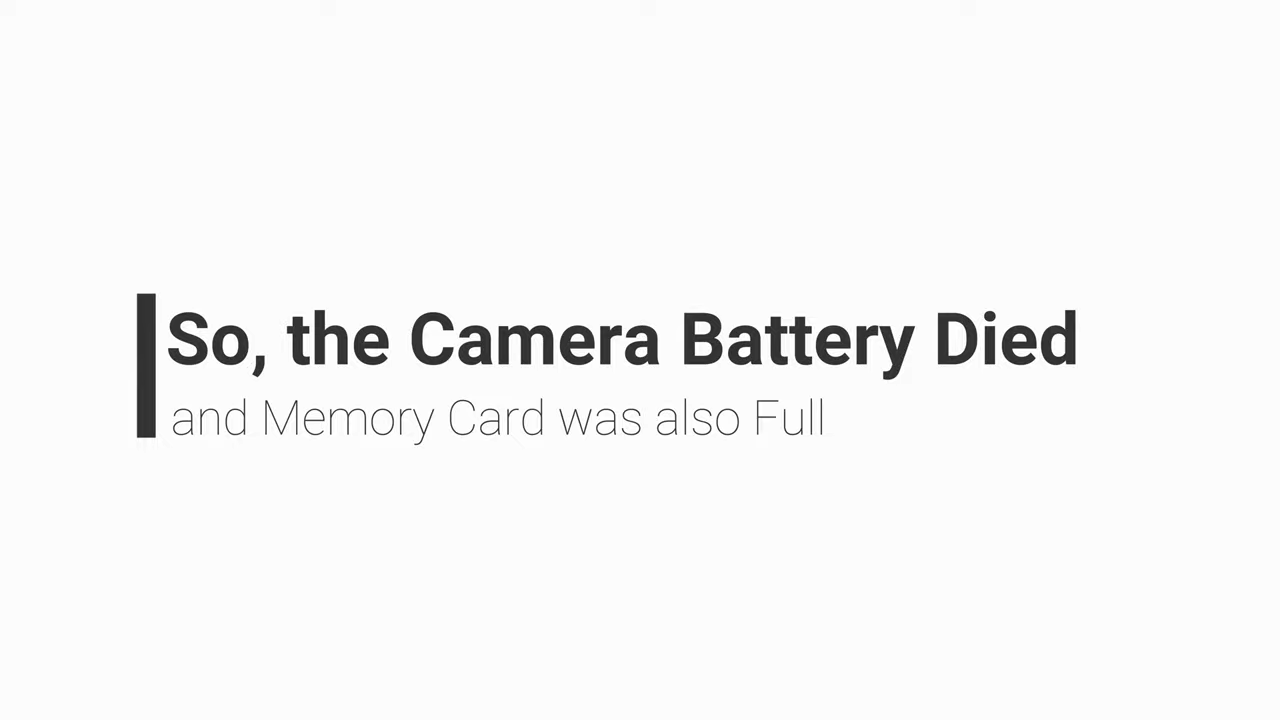 So, the Camera Battery Died
and Memory Card was also Full